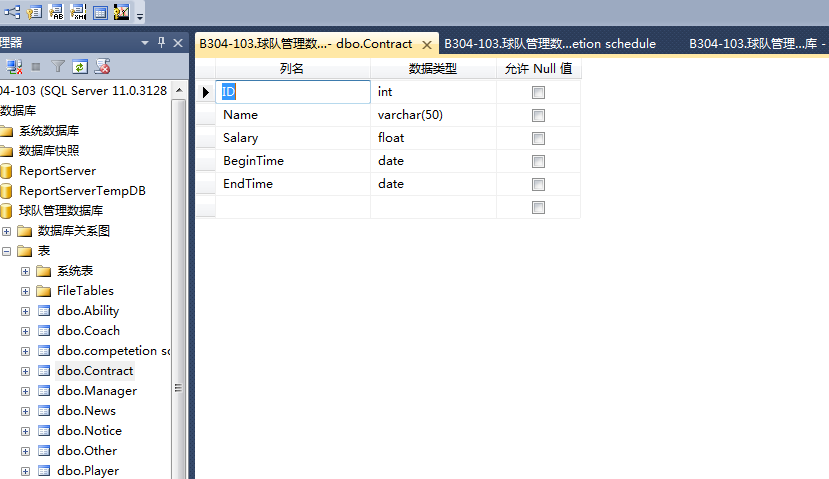 理器
04-103 (SQL Server 11.0.3128
数据库
系统数据库
数据库快照
ReportServer
ReportServerTempDB
球队管理数据库
数据库关系图
表
系统表
FileTables
dbo.Ability
dbo.Coach
dbo.competetion sc
dbo.Contract
dbo.Manager
dbo.News
dbo.Notice
dbo.Other
dbo.Player
B304-103.球队管理数...- dbo.Contract
B304-103.球队管理数...etion schedule
B304-103.球队管理...库 -
列名 数据类型 允许 Null 值
ID int
Name varchar(50)
Salary float
BeginTime date
EndTime date